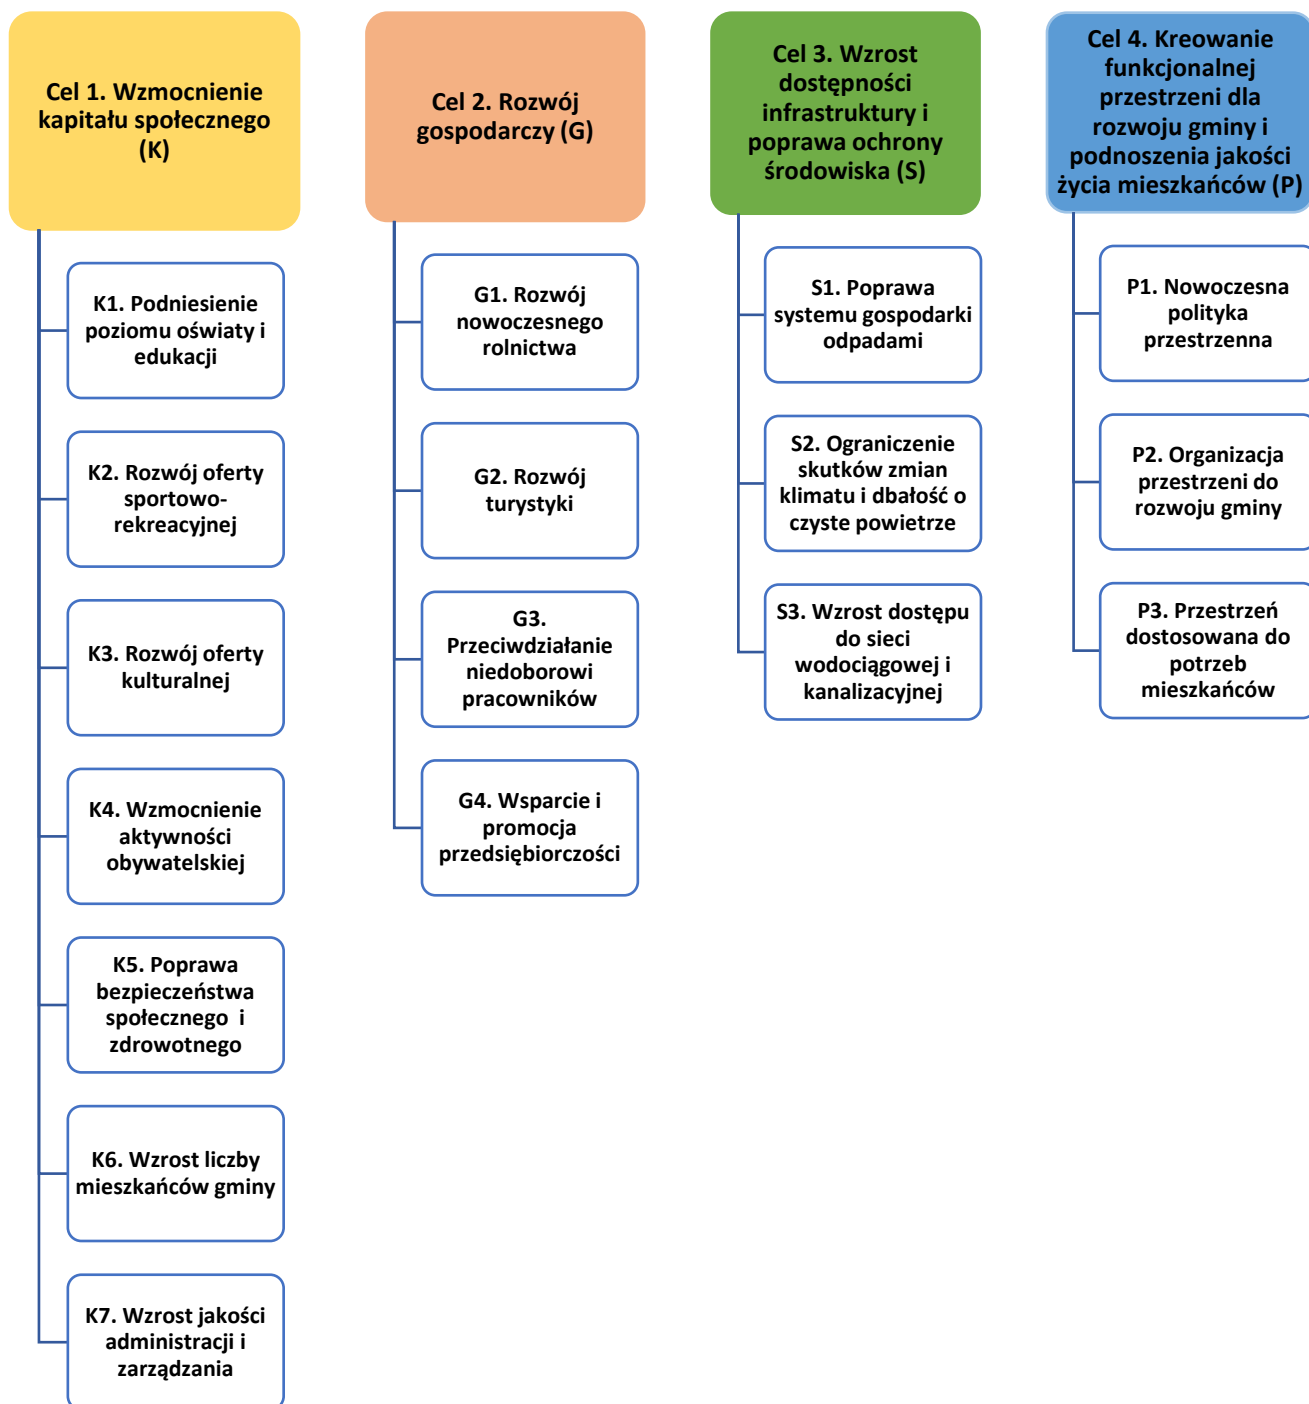 Cel 1. Wzmocnienie
kapitału społecznego
(K)
K1. Podniesienie
poziomu oświaty i
edukacji
K2. Rozwój oferty
sportowo-
rekreacyjnej
K3. Rozwój oferty
kulturalnej
K4. Wzmocnienie
aktywności
obywatelskiej
K5. Poprawa
bezpieczeństwa
społecznego i
zdrowotnego
K6. Wzrost liczby
mieszkańców gminy
K7. Wzrost jakości
administracji i
zarządzania
Cel 2. Rozwój
gospodarczy (G)
G1. Rozwój
nowoczesnego
rolnictwa
G2. Rozwój
turystyki
G3.
Przeciwdziałanie
niedoborowi
pracowników
G4. Wsparcie i
promocja
przedsiębiorczości
Cel 3. Wzrost
dostępności
infrastruktury i
poprawa ochrony
środowiska (S)
S1. Poprawa
systemu gospodarki
odpadami
S2. Ograniczenie
skutków zmian
klimatu i dbałość o
czyste powietrze
S3. Wzrost dostępu
do sieci
wodociągowej i
kanalizacyjnej
Cel 4. Kreowanie
funkcjonalnej
przestrzeni dla
rozwoju gminy i
podnoszenia jakości
życia mieszkańców (P)
P1. Nowoczesna
polityka
przestrzenna
P2. Organizacja
przestrzeni do
rozwoju gminy
P3. Przestrzeń
dostosowana do
potrzeb
mieszkańców